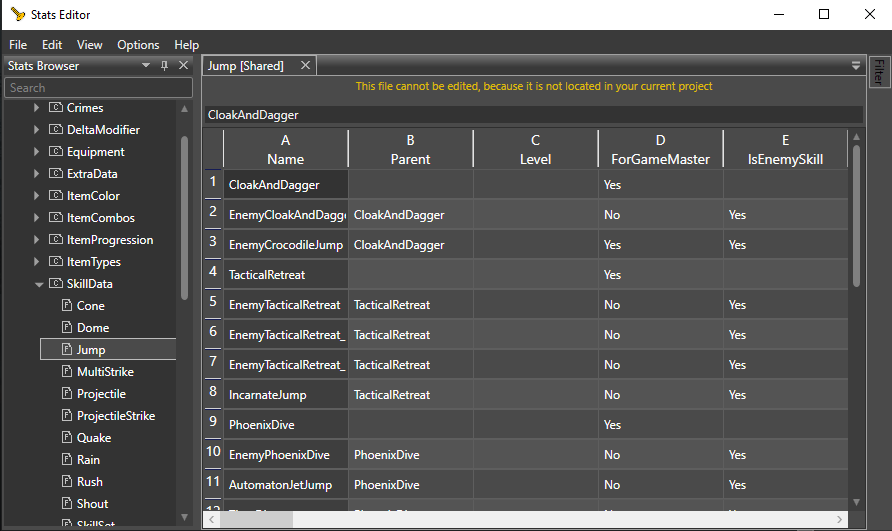 Stats Editor
File Edit View Options Help
Stats Browser
Search
Crimes
DeltaModifier
Equipment
ExtraData
ItemColor
ItemCombos
ItemProgression
ItemTypes
SkillData
Cone
Dome
Jump
MultiStrike
Projectile
ProjectileStrike
Quake
Rain
Rush
Shout
SkillSet
Jump [Shared]
This file cannot be edited, because it is not located in your current project
CloakAndDagger
A B C D E
Name Parent Level ForGameMaster IsEnemySkill
1 CloakAndDagger Yes
2 EnemyCloakAndDagg CloakAndDagger No Yes
3 EnemyCrocodileJump CloakAndDagger Yes Yes
4 TacticalRetreat Yes
5 EnemyTacticalRetreat TacticalRetreat No Yes
6 EnemyTacticalRetreat_ TacticalRetreat No Yes
7 EnemyTacticalRetreat_ TacticalRetreat No Yes
8 IncarnateJump TacticalRetreat No Yes
9 PhoenixDive Yes
10 EnemyPhoenixDive PhoenixDive No Yes
11 AutomatonJetJump PhoenixDive No Yes
12
Filter